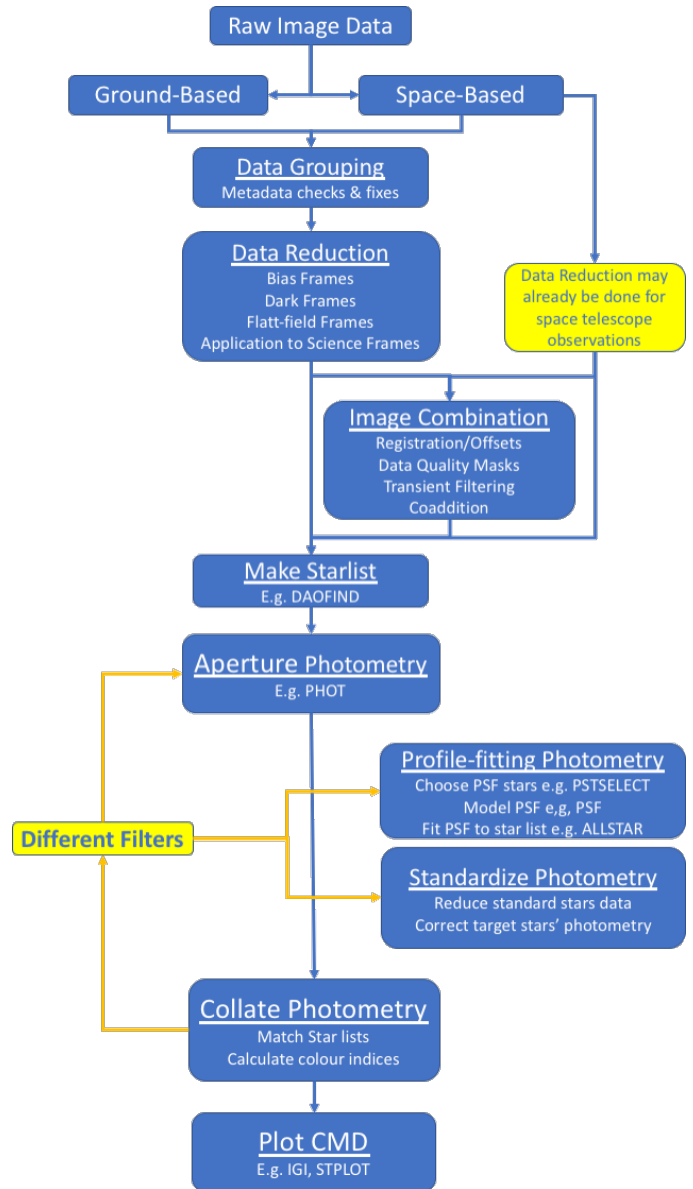 Raw Image Data
Ground-Based
Space-Based
Data Grouping
Metadata checks & fixes
Data Reduction
Bias Frames
Dark Frames
Flatt-field Frames
Application to Science Frames
Data Reduction may
already be done for
space telescope
observations
Image Combination
Registration/Offsets
Data Quality Masks
Transient Filtering
Coaddition
Make Starlist
E.g. DAOFIND
Aperture Photometry
E.g. PHOT
Profile-fitting Photometry
Choose PSF stars e.g. PSTSELECT
Model PSF e,g, PSF
Fit PSF to star list e.g. ALLSTAR
Different Filters
Standardize Photometry
Reduce standard stars data
Correct target stars’ photometry
Collate Photometry
Match Star lists
Calculate colour indices
Plot CMD
E.g. IGI, STPLOT